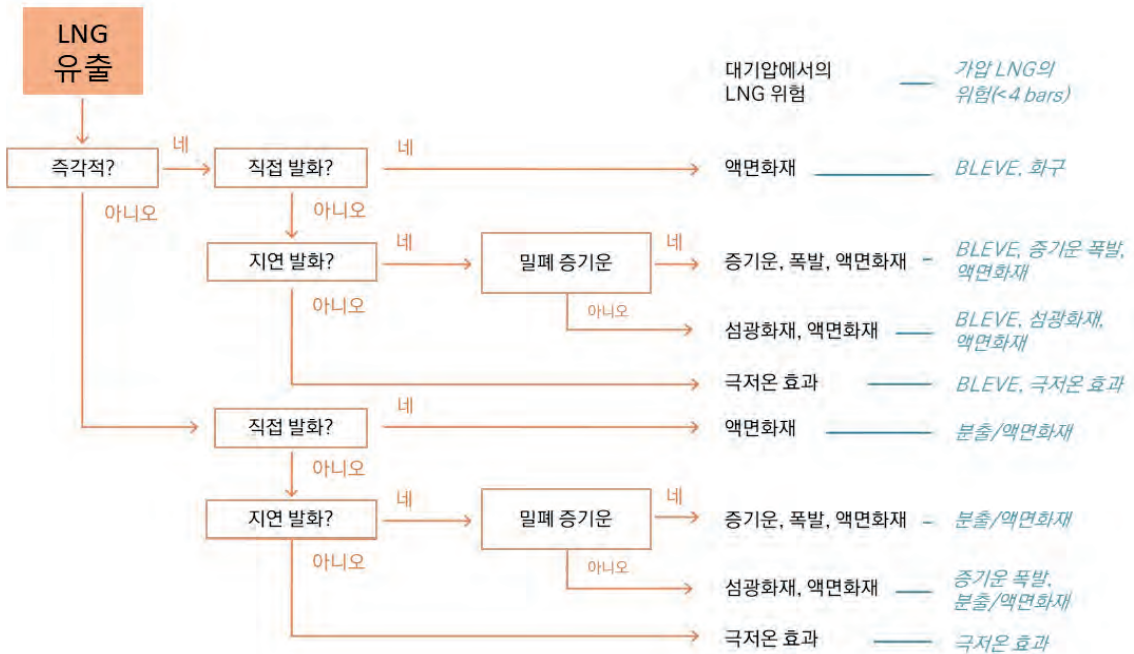 LNG
유출
대기압에서의
LNG 위험
가압 LNG의
위험(<4 bars)
즉각적?
네
직접 발화?
네
액면화재
BLEVE, 화구
아니오
아니오
지연 발화?
네
밀폐 증기운
네
증기운, 폭발, 액면화재
BLEVE, 증기운 폭발,
액면화재
아니오
아니오
섬광화재, 액면화재
BLEVE, 섬광화재,
액면화재
극저온 효과
BLEVE, 극저온 효과
직접 발화?
네
액면화재
분출/액면화재
아니오
지연 발화?
네
밀폐 증기운
네
증기운, 폭발, 액면화재
분출/액면화재
아니오
아니오
섬광화재, 액면화재
증기운 폭발,
분출/액면화재
극저온 효과
극저온 효과